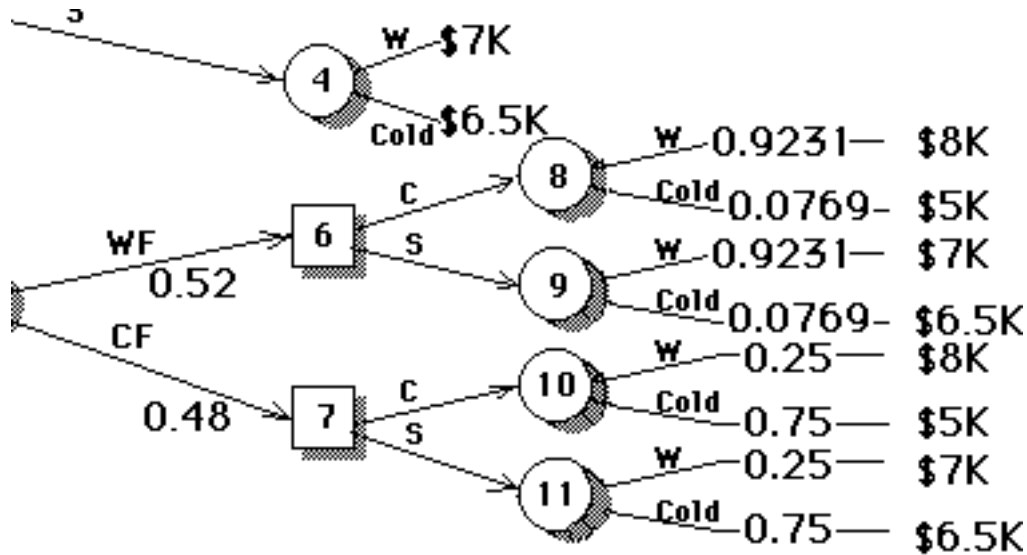 S
W $7K
4
Cold $6.5K
W 0.9231 $8K
C 8
Cold 0.0769 $5K
6
WF S W 0.9231 $7K
0.52 9
Cold 0.0769 $6.5K
CF W 0.25 $8K
C 10
Cold 0.75 $5K
0.48 7
S W 0.25 $7K
11
Cold 0.75 $6.5K